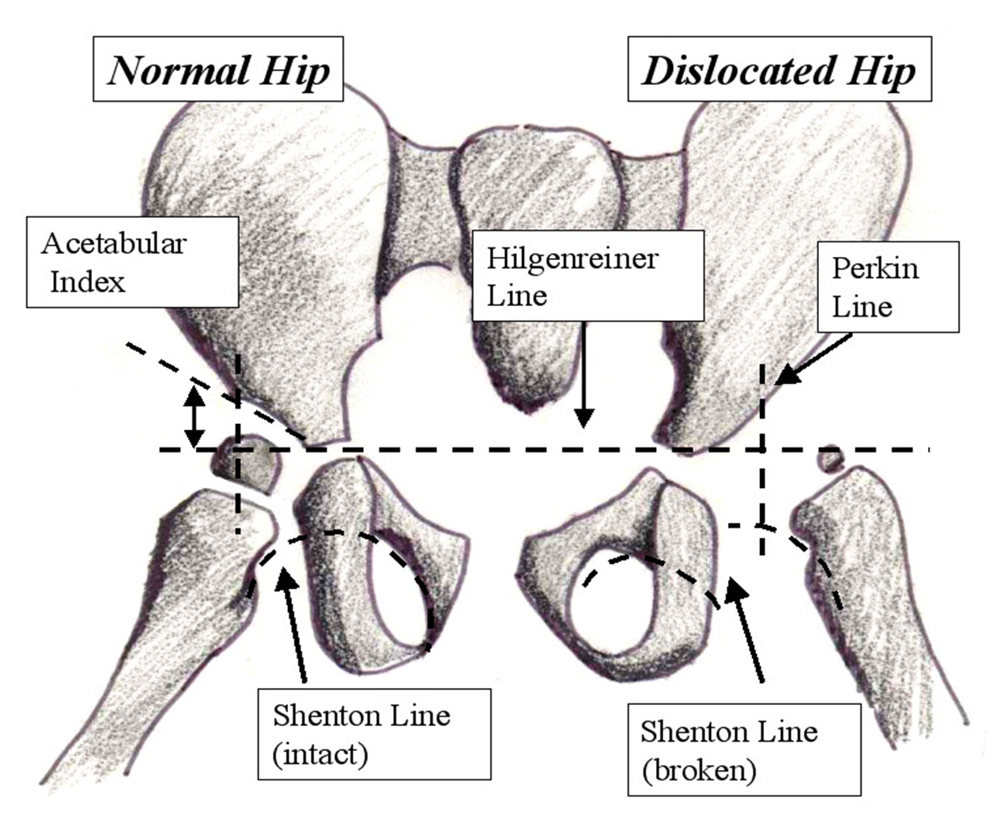 Normal Hip
Dislocated Hip
Acetabular
Index
Hilgenreiner
Line
Perkin
Line
Shenton Line
(intact)
Shenton Line
(broken)